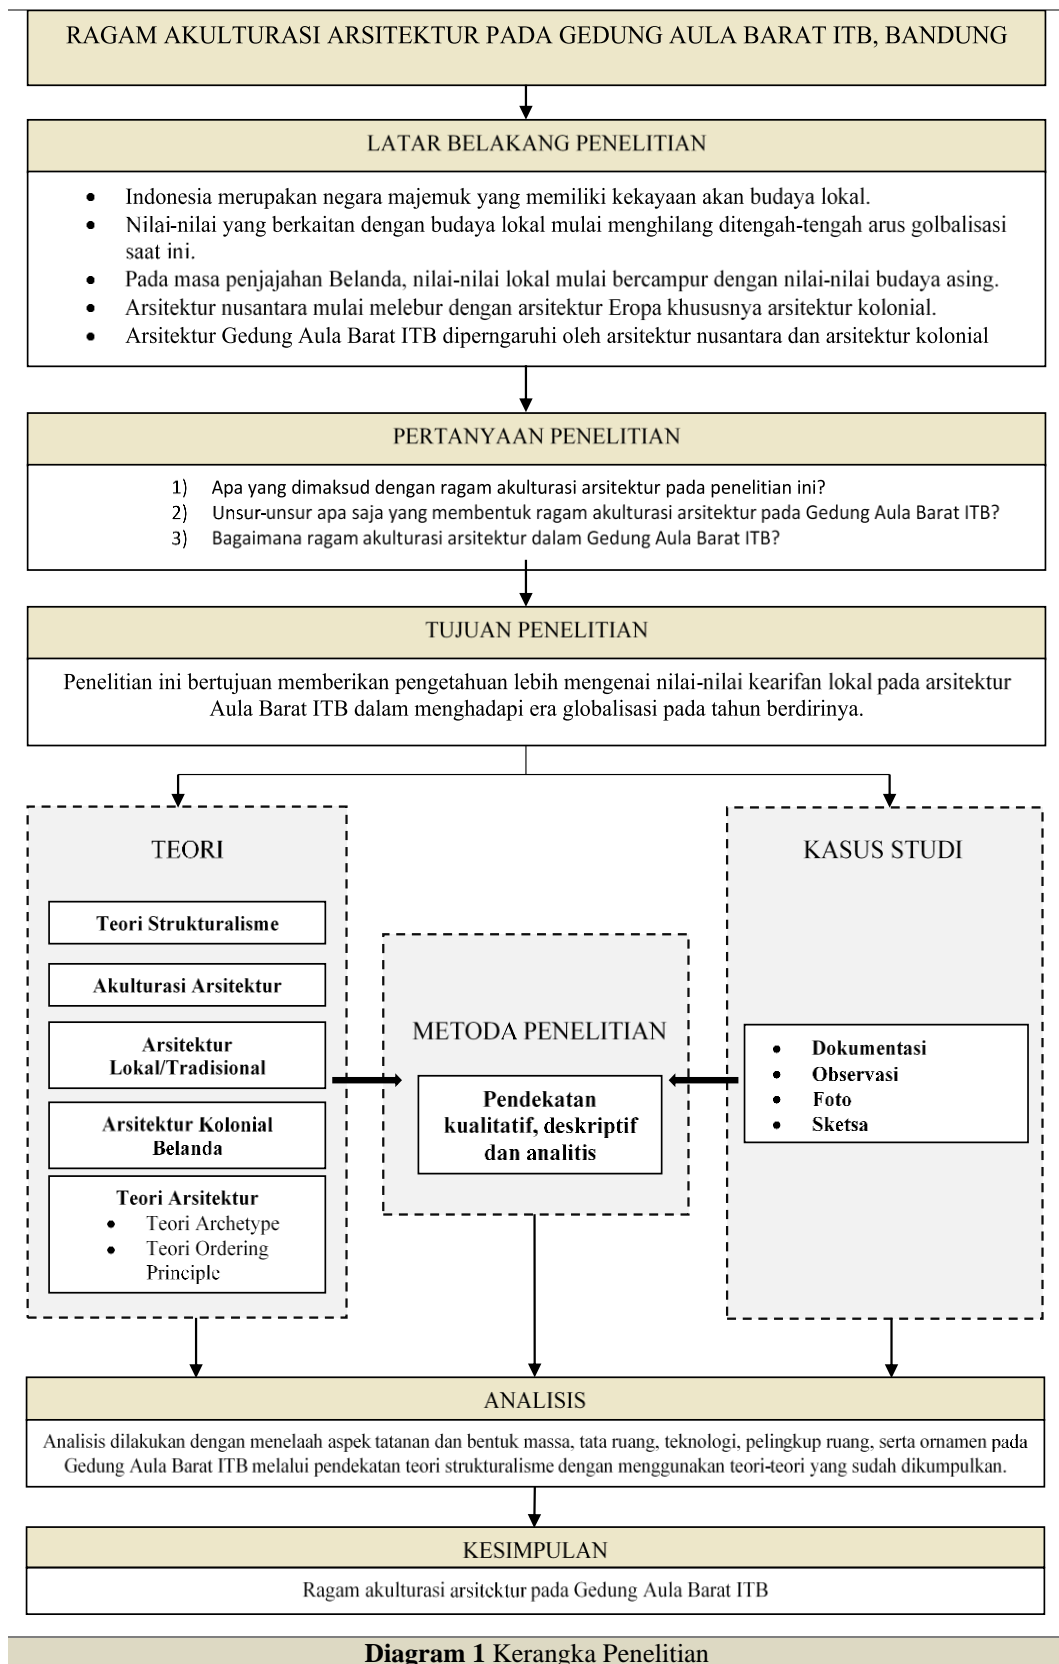 RAGAM AKULTURASI ARSITEKTUR PADA GEDUNG AULA BARAT ITB, BANDUNG
LATAR BELAKANG PENELITIAN
• Indonesia merupakan negara majemuk yang memiliki kekayaan akan budaya lokal.
• Nilai-nilai yang berkaitan dengan budaya lokal mulai menghilang ditengah-tengah arus golbalisasi
saat ini.
• Pada masa penjajahan Belanda, nilai-nilai lokal mulai bercampur dengan nilai-nilai budaya asing.
• Arsitektur nusantara mulai melebur dengan arsitektur Eropa khususnya arsitektur kolonial.
• Arsitektur Gedung Aula Barat ITB diperngaruhi oleh arsitektur nusantara dan arsitektur kolonial
PERTANYAAN PENELITIAN
1) Apa yang dimaksud dengan ragam akulturasi arsitektur pada penelitian ini?
2) Unsur-unsur apa saja yang membentuk ragam akulturasi arsitektur pada Gedung Aula Barat ITB?
3) Bagaimana ragam akulturasi arsitektur dalam Gedung Aula Barat ITB?
TUJUAN PENELITIAN
Penelitian ini bertujuan memberikan pengetahuan lebih mengenai nilai-nilai kearifan lokal pada arsitektur
Aula Barat ITB dalam menghadapi era globalisasi pada tahun berdirinya.
TEORI
Teori Strukturalisme
Akulturasi Arsitektur
Arsitektur
Lokal/Tradisional
Arsitektur Kolonial
Belanda
Teori Arsitektur
• Teori Archetype
• Teori Ordering
Principle
METODA PENELITIAN
Pendekatan
kualitatif, deskriptif
dan analitis
KASUS STUDI
• Dokumentasi
• Observasi
• Foto
• Sketsa
ANALISIS
Analisis dilakukan dengan menelaah aspek tatanan dan bentuk massa, tata ruang, teknologi, pelingkup ruang, serta ornamen pada
Gedung Aula Barat ITB melalui pendekatan teori strukturalisme dengan menggunakan teori-teori yang sudah dikumpulkan.
KESIMPULAN
Ragam akulturasi arsitektur pada Gedung Aula Barat ITB
Diagram 1 Kerangka Penelitian